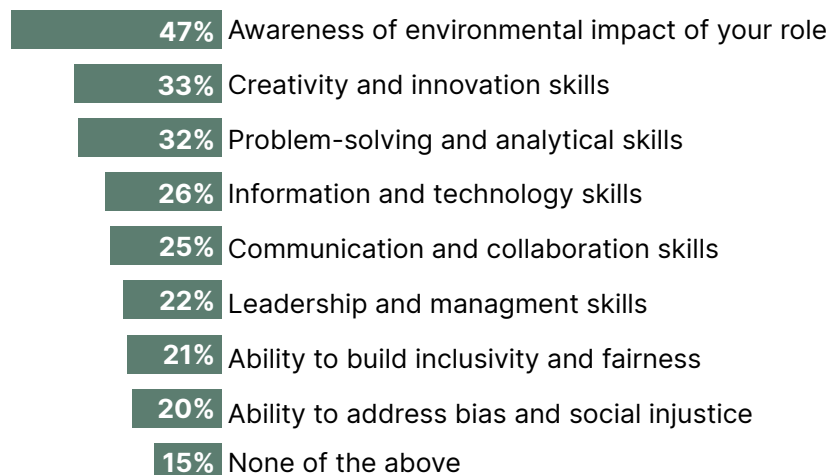 47% Awareness of environmental impact of your role
33% Creativity and innovation skills
32% Problem-solving and analytical skills
26% Information and technology skills
25% Communication and collaboration skills
22% Leadership and managment skills
21% Ability to build inclusivity and fairness
20% Ability to address bias and social injustice
15% None of the above